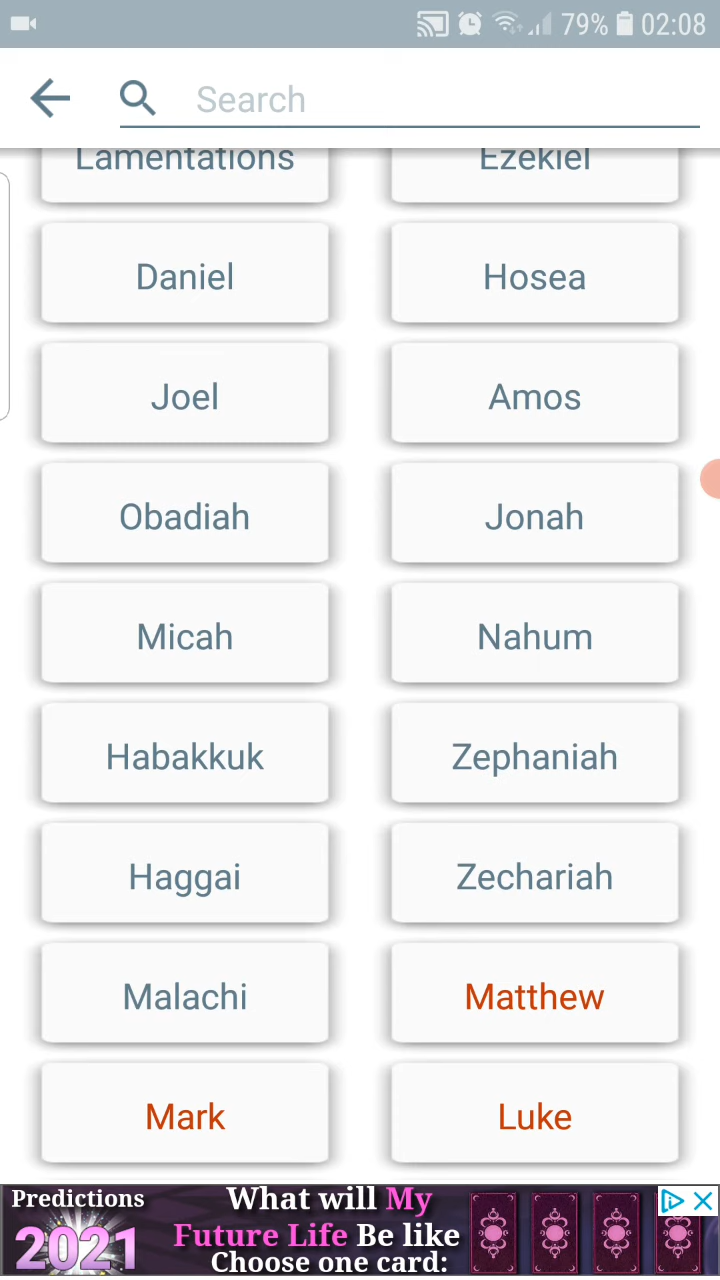 79% 02:08
Search
Lamentations Ezekiel
Daniel Hosea
Joel Amos
Obadiah Jonah
Micah Nahum
Habakkuk Zephaniah
Haggai Zechariah
Malachi Matthew
Mark Luke
Predictions
2021
What will My
Future Life Be like
Choose one card: